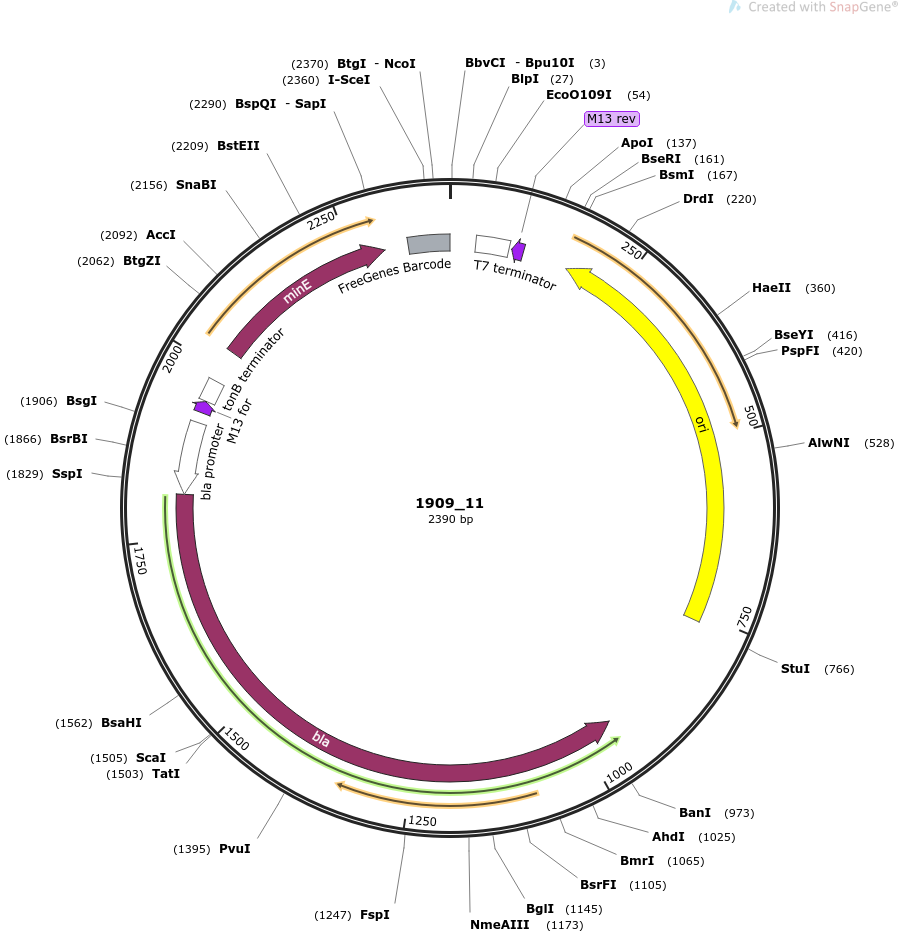 Created with SnapGene®
(2370) BtgI - NcoI
(2360) I-SceI
(2290) BspQI - SapI
(2209) BstEII
(2156) SnaBI
(2092) AccI
(2062) BtgZI
(1906) BsgI
(1866) BsrBI
(1829) SspI
(1562) BsaHI
(1505) ScaI
(1503) TatI
(1395) PvuI
(1247) FspI
BbvCI - Bpu10I (3)
BlpI (27)
EcoO109I (54)
M13 rev
ApoI (137)
BseRI (161)
BsmI (167)
DrdI (220)
HaeII (360)
BseYI (416)
PspFI (420)
AlwNI (528)
StuI (766)
BanI (973)
AhdI (1025)
BmrI (1065)
BsrFI (1105)
BglI (1145)
NmeAIII (1173)
250
500
750
1000
1250
1500
1750
2000
2250
minE
FreeGenes Barcode
T7 terminator
tonB terminator
M13 for
bla promoter
ori
bla
1909_11
2390 bp